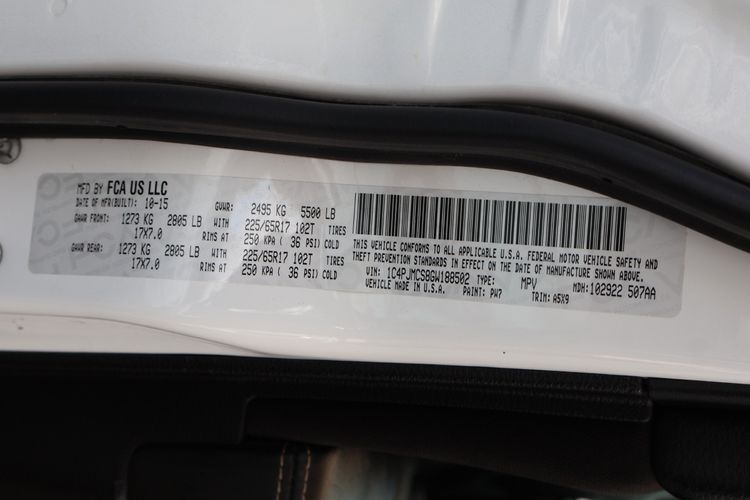 MFD BY FCA US LLC
DATE OF MFR(BUILT): 10-15 GVWR: 2495 KG 5500 LB
GAWR FRONT: 1273 KG 2805 LB WITH 225/65R17 102T TIRES
17X7.0 RIMS AT 250 KPA ( 36 PSI) COLD
GAWR REAR: 1273 KG 2805 LB WITH 225/65R17 102T TIRES
17X7.0 RIMS AT 250 KPA ( 36 PSI) COLD
THIS VEHICLE CONFORMS TO ALL APPLICABLE U.S.A. FEDERAL MOTOR VEHICLE SAFETY AND
THEFT PREVENTION STANDARDS IN EFFECT ON THE DATE OF MANUFACTURE SHOWN ABOVE.
VIN: 1C4PJMCS8GW188502 TYPE: MPV MDH: 102922 507AA
VEHICLE MADE IN U.S.A. PAINT: PW7 TRIM: A5X9